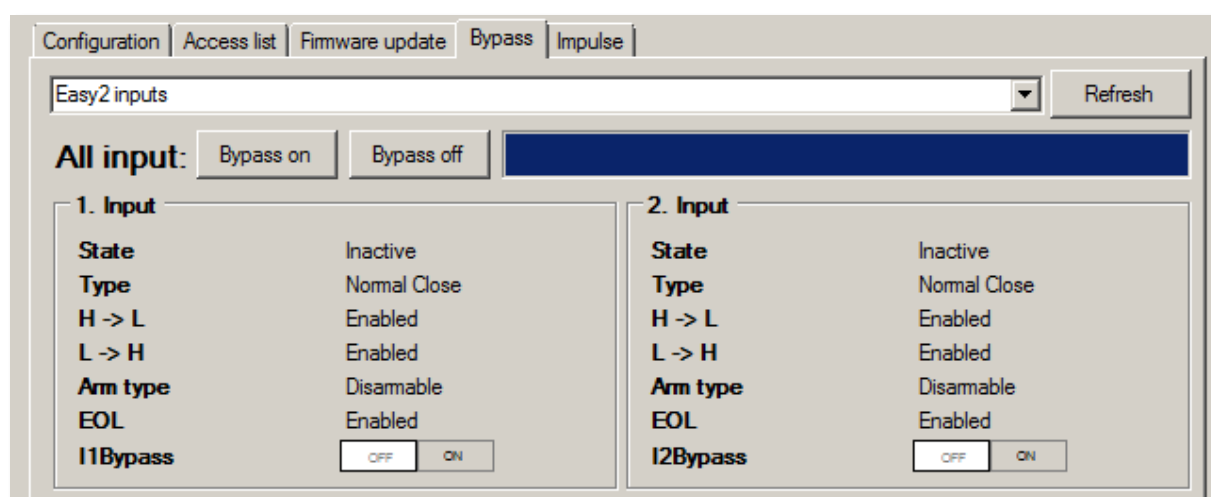 Configuration Access list Firmware update Bypass Impulse
Easy2 inputs Refresh
All input: Bypass on Bypass off
1. Input
State Inactive
Type Normal Close
H -> L Enabled
L -> H Enabled
Arm type Disarmable
EOL Enabled
I1Bypass OFF ON
2. Input
State Inactive
Type Normal Close
H -> L Enabled
L -> H Enabled
Arm type Disarmable
EOL Enabled
I2Bypass OFF ON